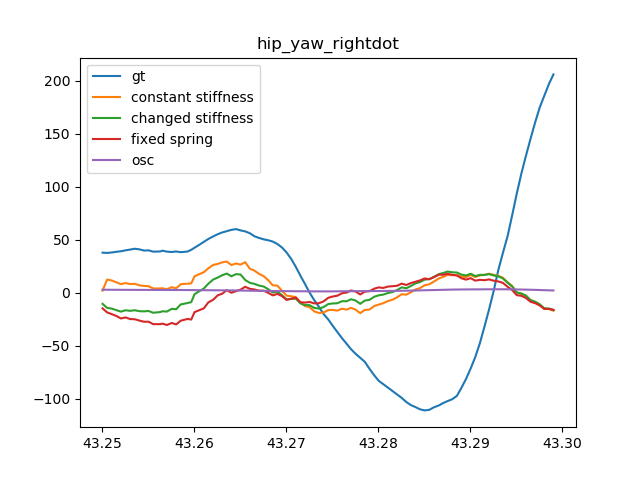 hip_yaw_rightdot
gt
constant stiffness
changed stiffness
fixed spring
osc
200
150
100
50
0
−50
−100
43.25 43.26 43.27 43.28 43.29 43.30